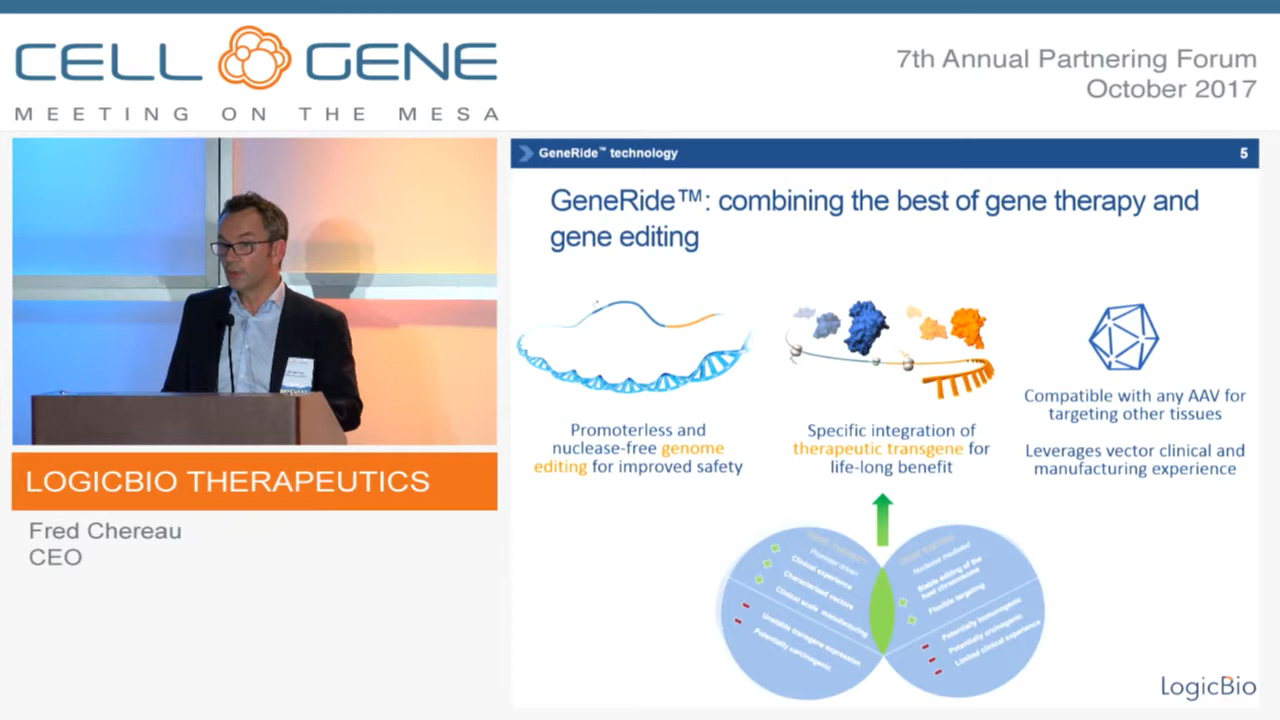 CELL GENE
MEETING ON THE MESA
7th Annual Partnering Forum
October 2017
GeneRide™ technology
5
GeneRide™: combining the best of gene therapy and
gene editing
Promoterless and
nuclease-free genome
editing for improved safety
Specific integration of
therapeutic transgene for
life-long benefit
Compatible with any AAV for
targeting other tissues
Leverages vector clinical and
manufacturing experience
Promoter driven
Clinical experience
Characterized vectors
Clinical scale manufacturing
Unstable transgene expression
Potentially carcinogenic
Nuclease mediated
Stable editing of the
host chromosome
Flexible targeting
Limited clinical experience
LogicBio
LOGICBIO THERAPEUTICS
Fred Chereau
CEO